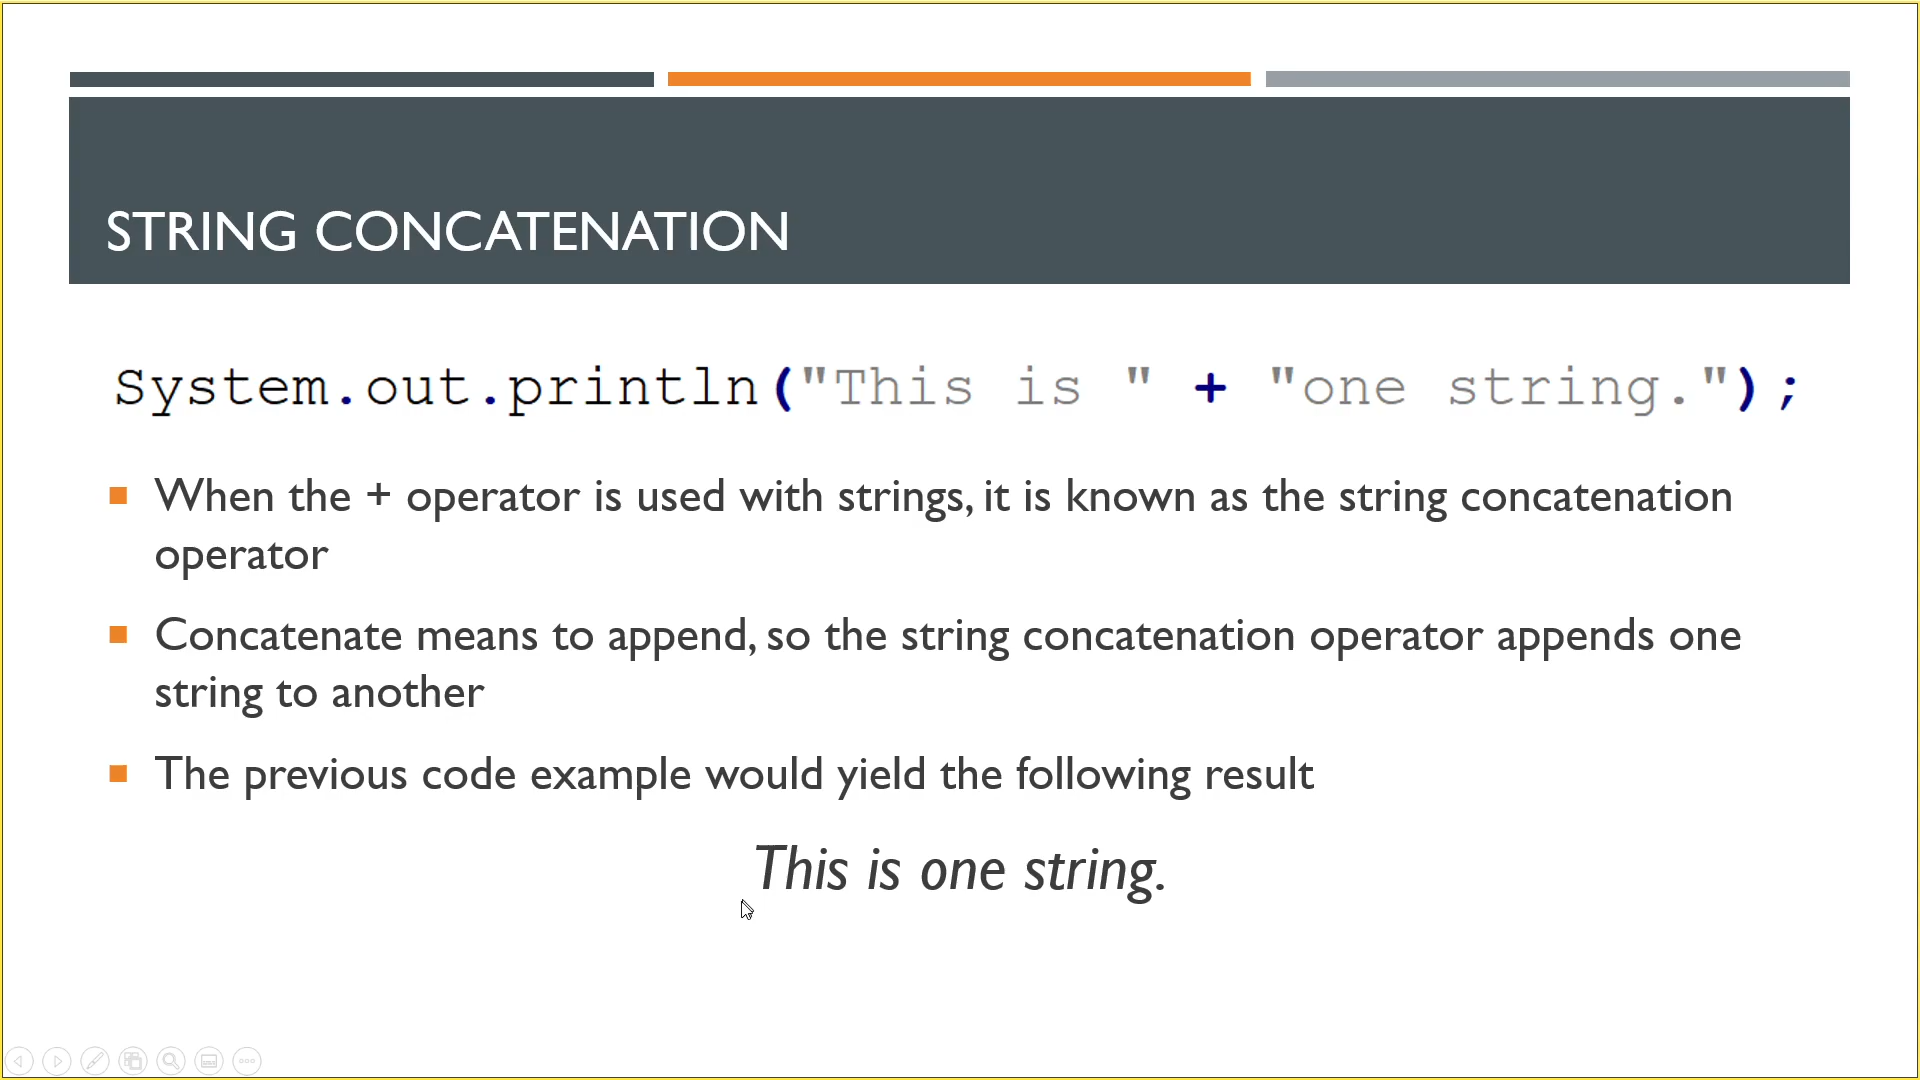 STRING CONCATENATION
System.out.println("This is " + "one string.");
When the + operator is used with strings, it is known as the string concatenation
operator
Concatenate means to append, so the string concatenation operator appends one
string to another
The previous code example would yield the following result
This is one string.